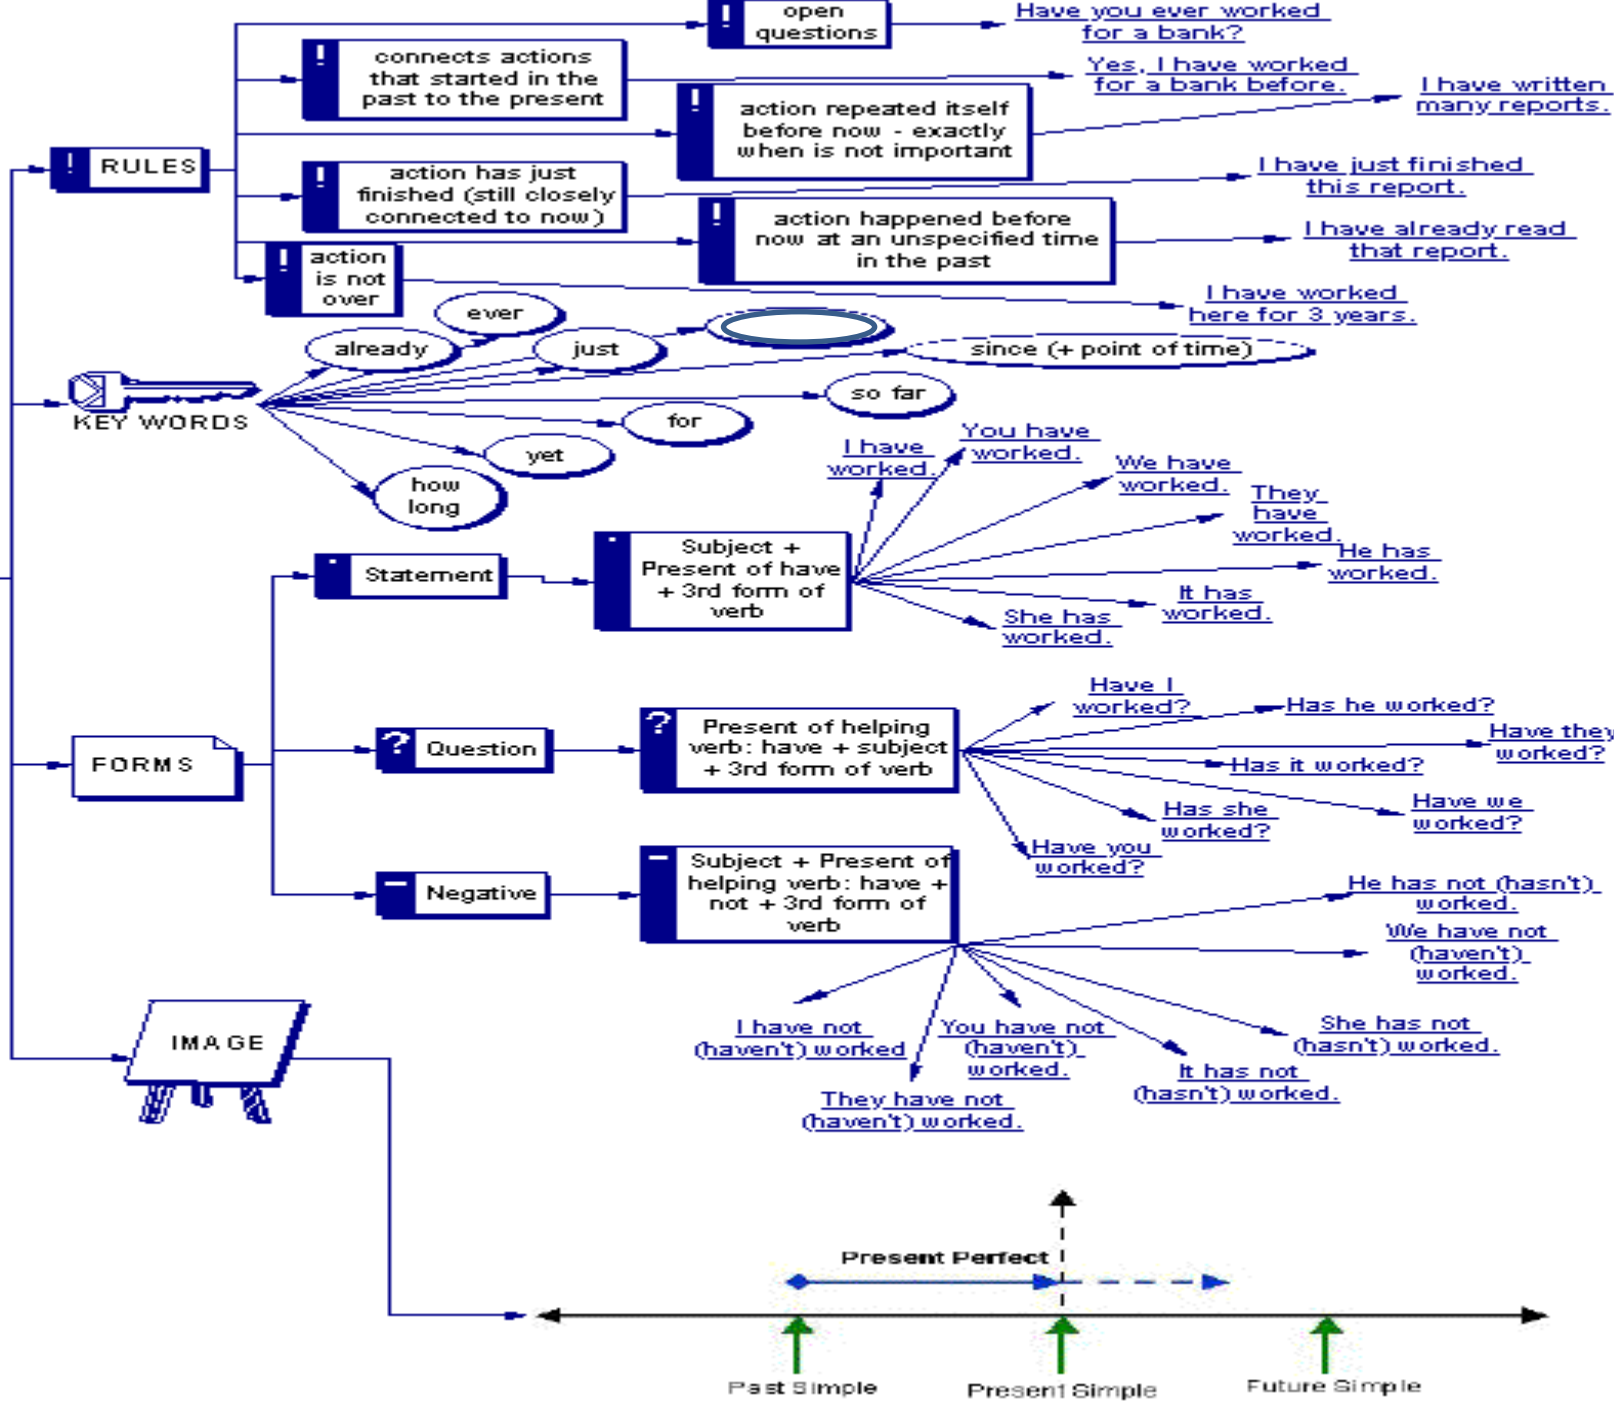 open
questions
Have you ever worked
for a bank?
connects actions
that started in the
past to the present
Yes, I have worked
for a bank before.
action repeated itself
before now - exactly
when is not important
I have written
many reports.
RULES
action has just
finished (still closely
connected to now)
I have just finished
this report.
action happened before
now at an unspecified time
in the past
I have already read
that report.
action
is not
over
I have worked
here for 3 years.
ever
already
just
since (+ point of time)
KEY WORDS
so far
for
yet
how
long
I have
worked.
You have
worked.
We have
worked.
They
have
worked.
He has
worked.
It has
worked.
She has
worked.
Statement
Subject +
Present of have
+ 3rd form of
verb
FORMS
Question
Present of helping
verb: have + subject
+ 3rd form of verb
Have I
worked?
Has he worked?
Have they
worked?
Has it worked?
Have we
worked?
Has she
worked?
Have you
worked?
Negative
Subject + Present of
helping verb: have +
not + 3rd form of
verb
He has not (hasn't)
worked.
We have not
(haven't)
worked.
She has not
(hasn't) worked.
It has not
(hasn't) worked.
You have not
(haven't)
worked.
I have not
(haven't) worked
They have not
(haven't) worked.
IMAGE
Present Perfect
Past Simple
Present Simple
Future Simple